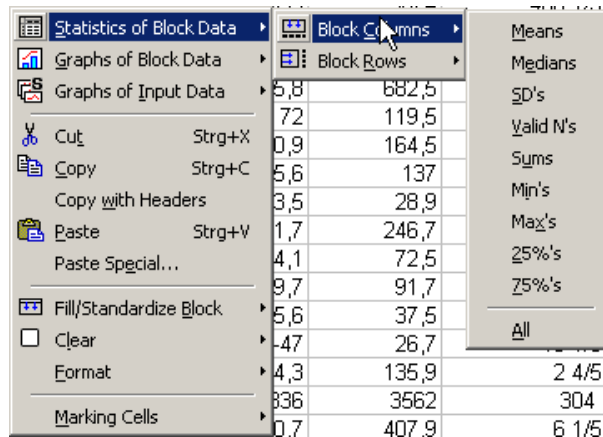 Statistics of Block Data
Graphs of Block Data
Graphs of Input Data
Cut Strg+X
Copy Strg+C
Copy with Headers
Paste Strg+V
Paste Special...
Fill/Standardize Block
Clear
Format
Marking Cells
Block Columns
Block Rows
Means
Medians
SD's
Valid N's
Sums
Min's
Max's
25%'s
75%'s
All
5,8 682,5
72 119,5
0,9 164,5
5,6 137
3,5 28,9
1,7 246,7
4,1 72,5
9,7 91,7
5,6 37,5
-47 26,7
4,3 135,9 2 4/5
836 3562 304
0,7 407,9 6 1/5